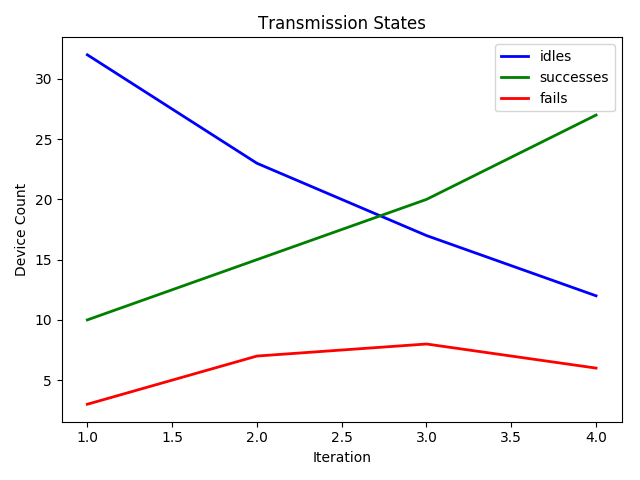 Transmission States
idles
successes
fails
Device Count
30
25
20
15
10
5
1.0 1.5 2.0 2.5 3.0 3.5 4.0
Iteration